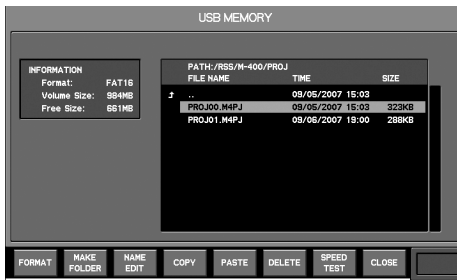 USB MEMORY
INFORMATION
Format: FAT16
Volume Size: 984MB
Free Size: 661MB
PATH:/RSS/M-400/PROJ
FILE NAME TIME SIZE
.. 09/05/2007 15:03
PROJ00.M4PJ 09/05/2007 15:03 323KB
PROJ01.M4PJ 09/06/2007 19:00 288KB
FORMAT MAKE FOLDER NAME EDIT COPY PASTE DELETE SPEED TEST CLOSE